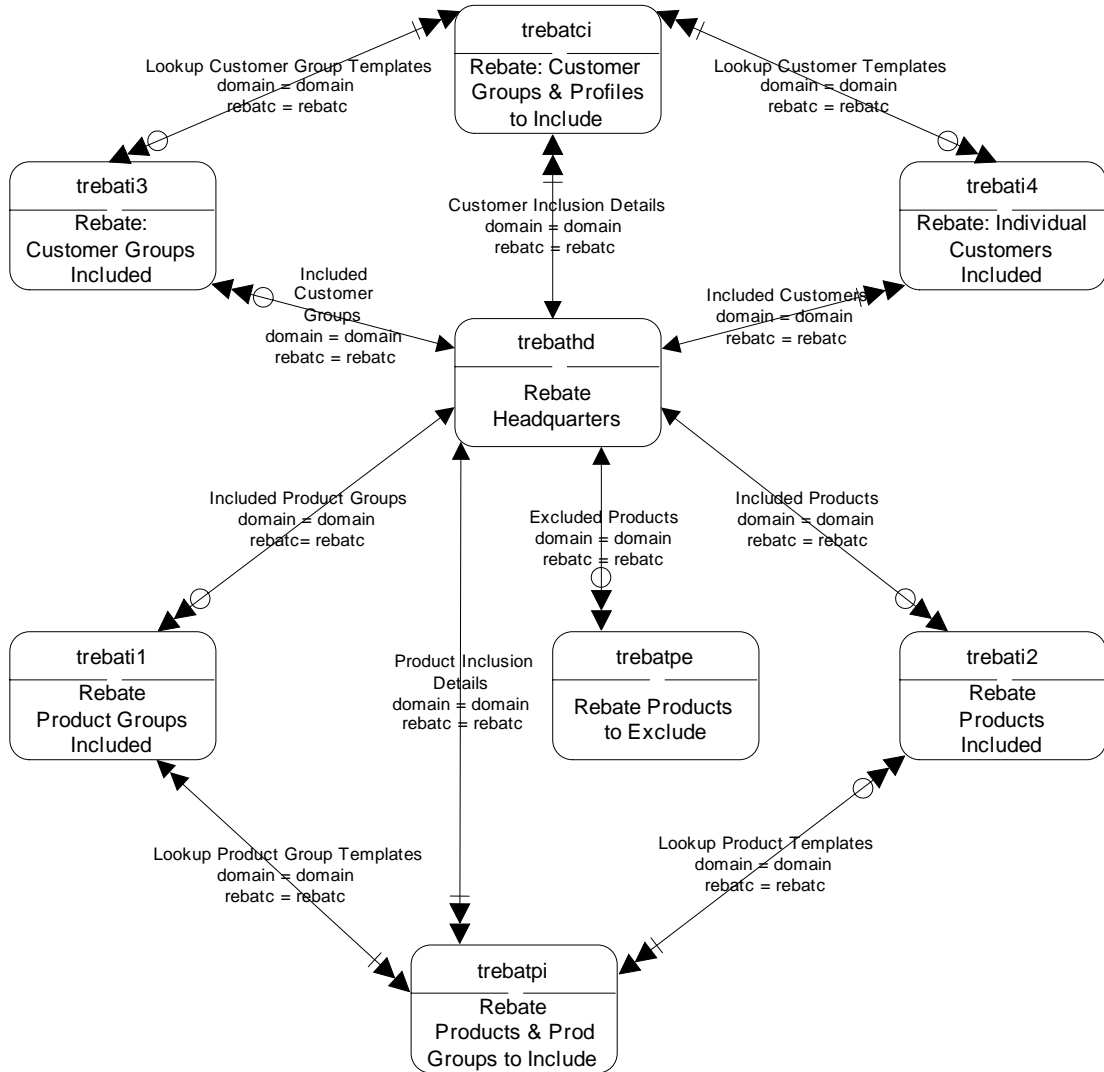 trebatci
Rebate: Customer
Groups & Profiles
to Include
Lookup Customer Group Templates
domain = domain
rebatc = rebatc
Lookup Customer Templates
domain = domain
rebatc = rebatc
trebati3
Rebate:
Customer Groups
Included
Customer Inclusion Details
domain = domain
rebatc = rebatc
trebati4
Rebate: Individual
Customers
Included
Included
Customer
Groups
domain = domain
rebatc = rebatc
Included Customers
domain = domain
rebatc = rebatc
trebathd
Rebate
Headquarters
Included Product Groups
domain = domain
rebatc= rebatc
Excluded Products
domain = domain
rebatc = rebatc
Included Products
domain = domain
rebatc = rebatc
trebati1
Rebate
Product Groups
Included
Product Inclusion
Details
domain = domain
rebatc = rebatc
trebatpe
Rebate Products
to Exclude
trebati2
Rebate
Products
Included
Lookup Product Group Templates
domain = domain
rebatc = rebatc
Lookup Product Templates
domain = domain
rebatc = rebatc
trebatpi
Rebate
Products & Prod
Groups to Include